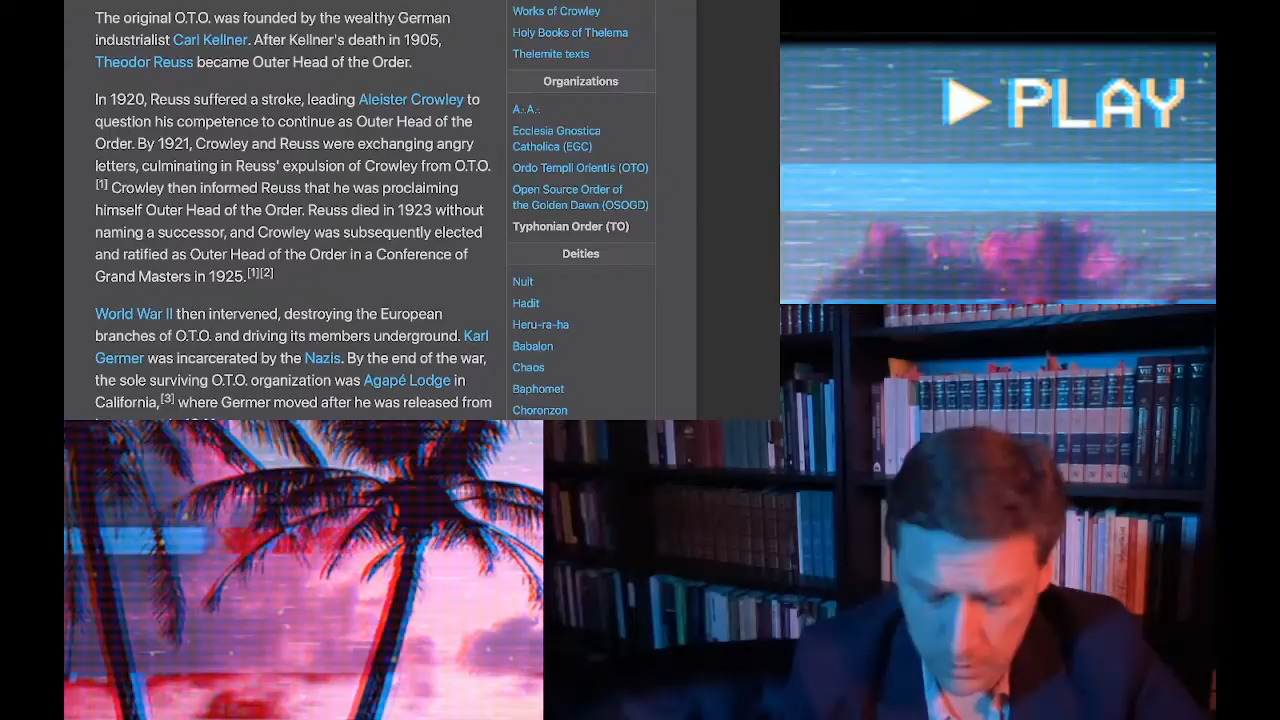 The original O.T.O. was founded by the wealthy German
industrialist Carl Kellner. After Kellner's death in 1905,
Theodor Reuss became Outer Head of the Order.
In 1920, Reuss suffered a stroke, leading Aleister Crowley to
question his competence to continue as Outer Head of the
Order. By 1921, Crowley and Reuss were exchanging angry
letters, culminating in Reuss' expulsion of Crowley from O.T.O.
[1] Crowley then informed Reuss that he was proclaiming
himself Outer Head of the Order. Reuss died in 1923 without
naming a successor, and Crowley was subsequently elected
and ratified as Outer Head of the Order in a Conference of
Grand Masters in 1925.[1][2]
World War II then intervened, destroying the European
branches of O.T.O. and driving its members underground. Karl
Germer was incarcerated by the Nazis. By the end of the war,
the sole surviving O.T.O. organization was Agapé Lodge in
California,[3] where Germer moved after he was released from
Works of Crowley
Holy Books of Thelema
Thelemite texts
Organizations
A∴A∴
Ecclesia Gnostica
Catholica (EGC)
Ordo Templi Orientis (OTO)
Open Source Order of
the Golden Dawn (OSOGD)
Typhonian Order (TO)
Deities
Nuit
Hadit
Heru-ra-ha
Babalon
Chaos
Baphomet
Choronzon
PLAY